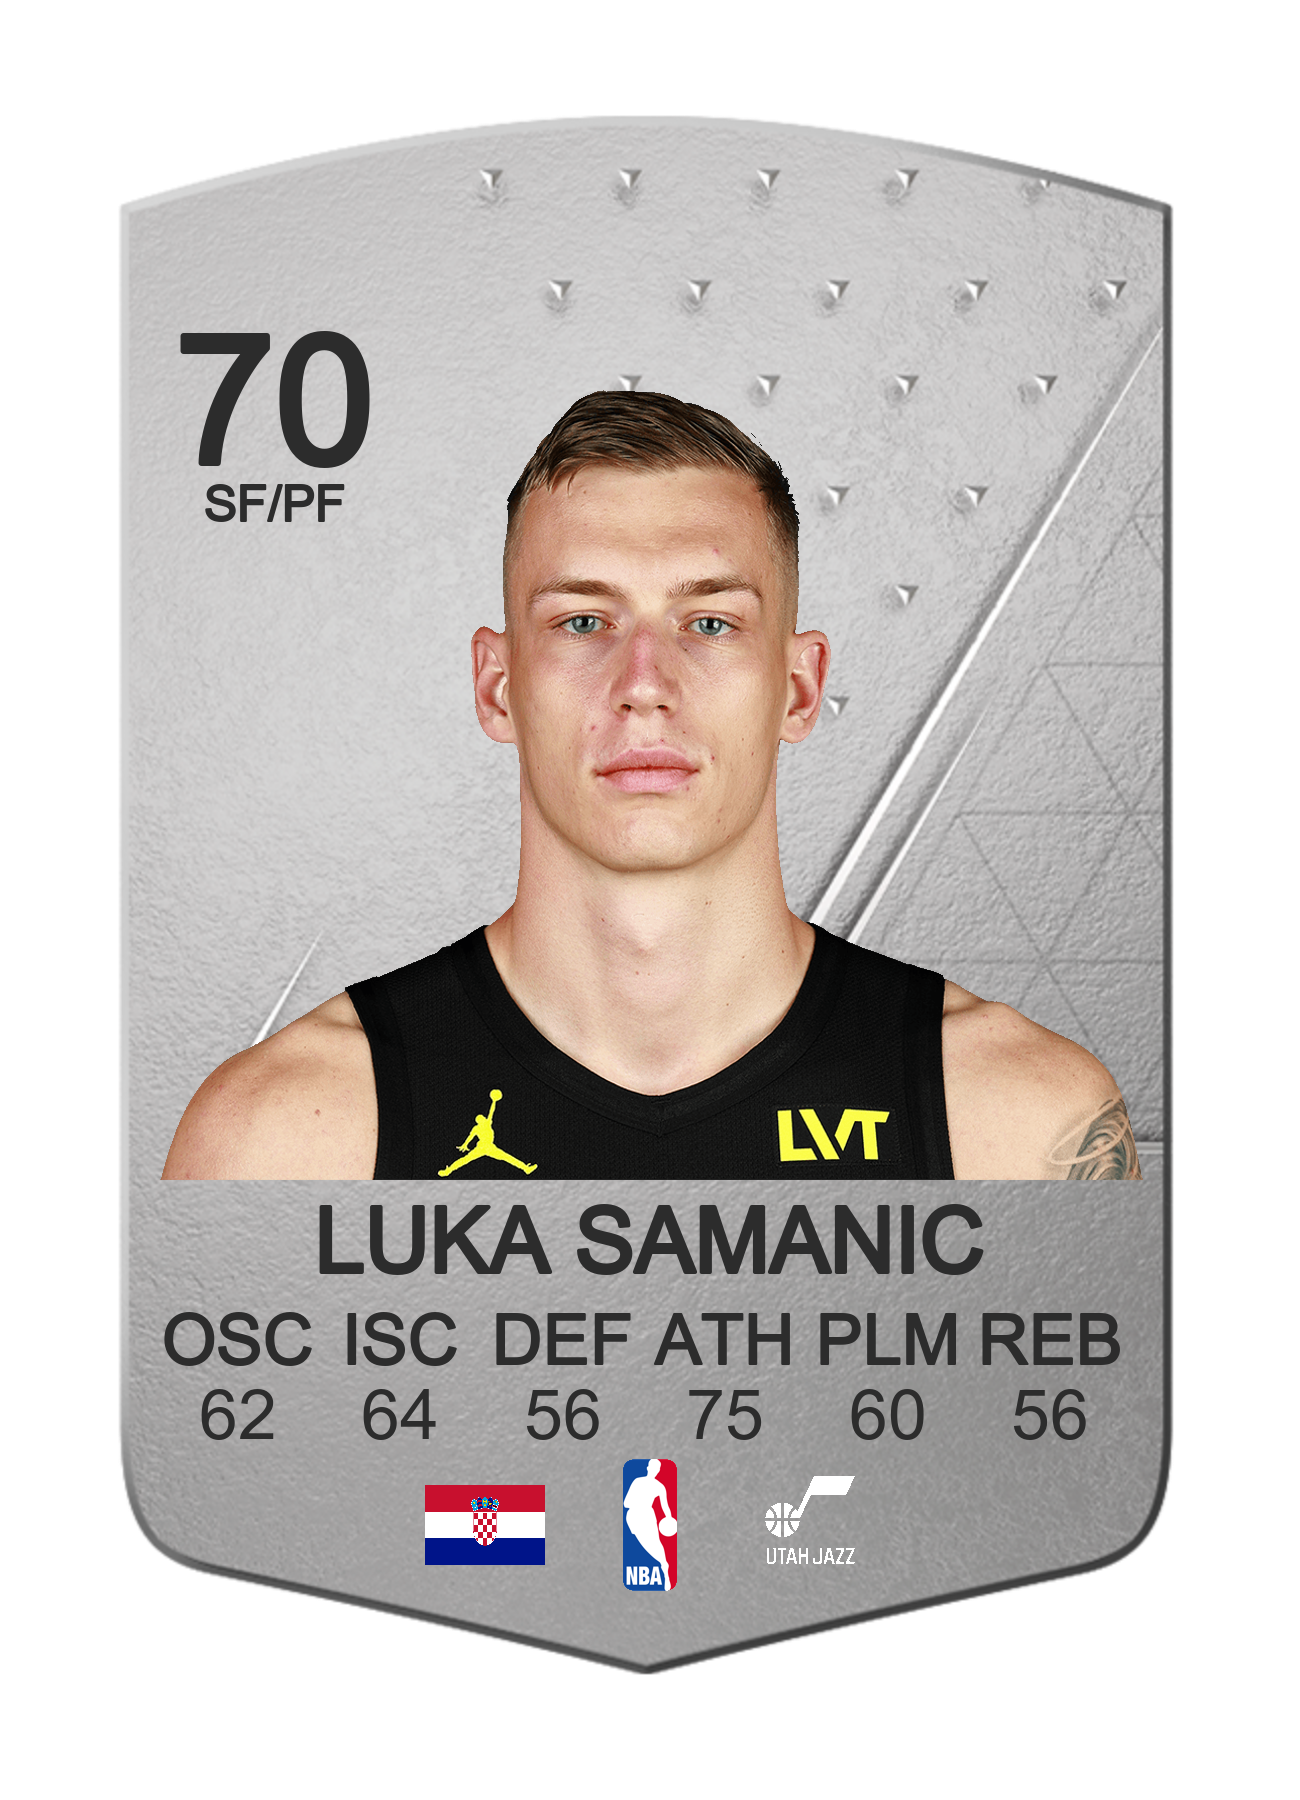 70
SF/PF
LVT
LUKA SAMANIC
OSC ISC DEF ATH PLM REB
62 64 56 75 60 56
NBA
UTAH JAZZ